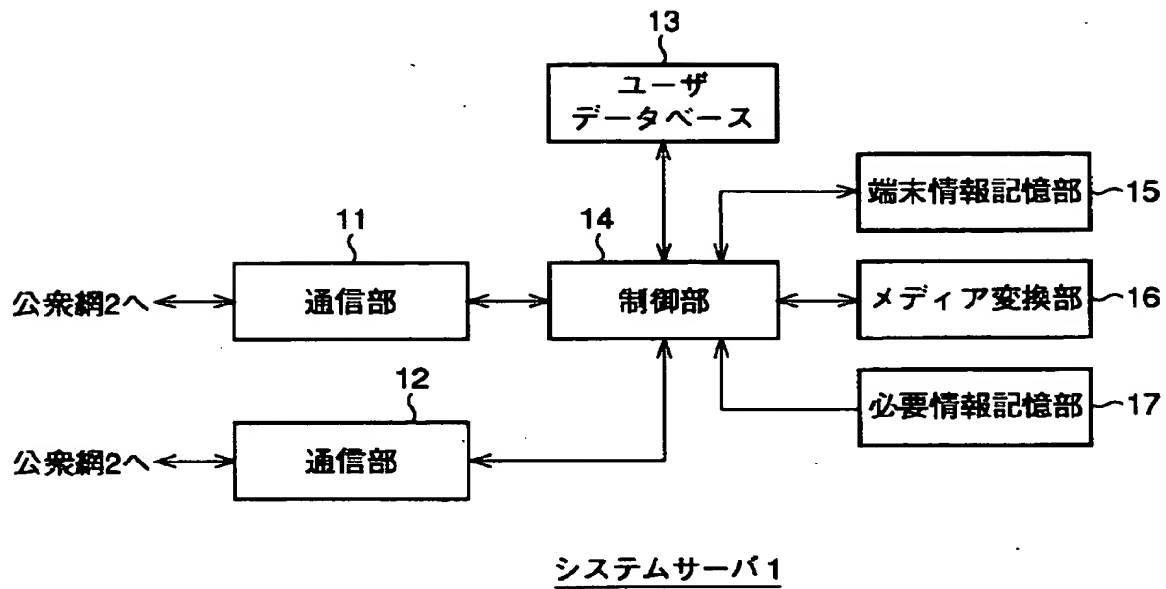 13
ユーザ
データベース
端末情報記憶部 15
11
14
公衆網2へ
通信部
制御部
メディア変換部 16
12
必要情報記憶部 17
公衆網2へ
通信部
システムサーバ1